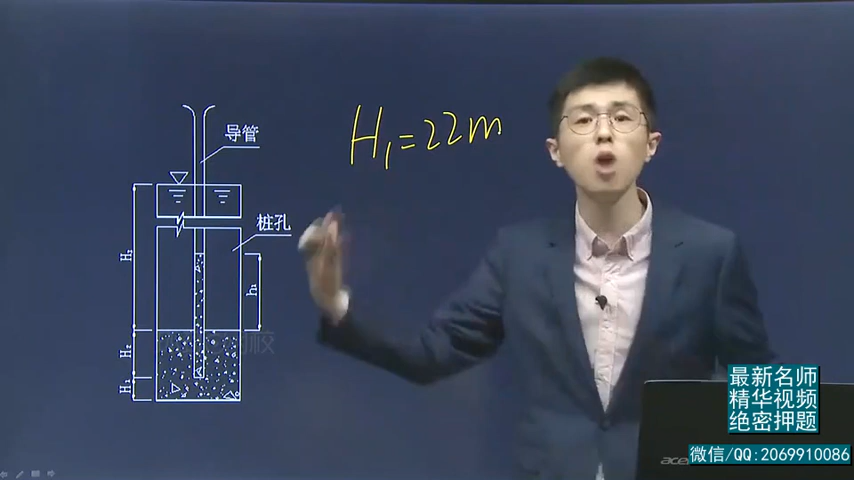 导管
H₁=22m
桩孔
H₂
h₁
H₂
H₁
最新名师
精华视频
绝密押题
微信/QQ:2069910086
acer